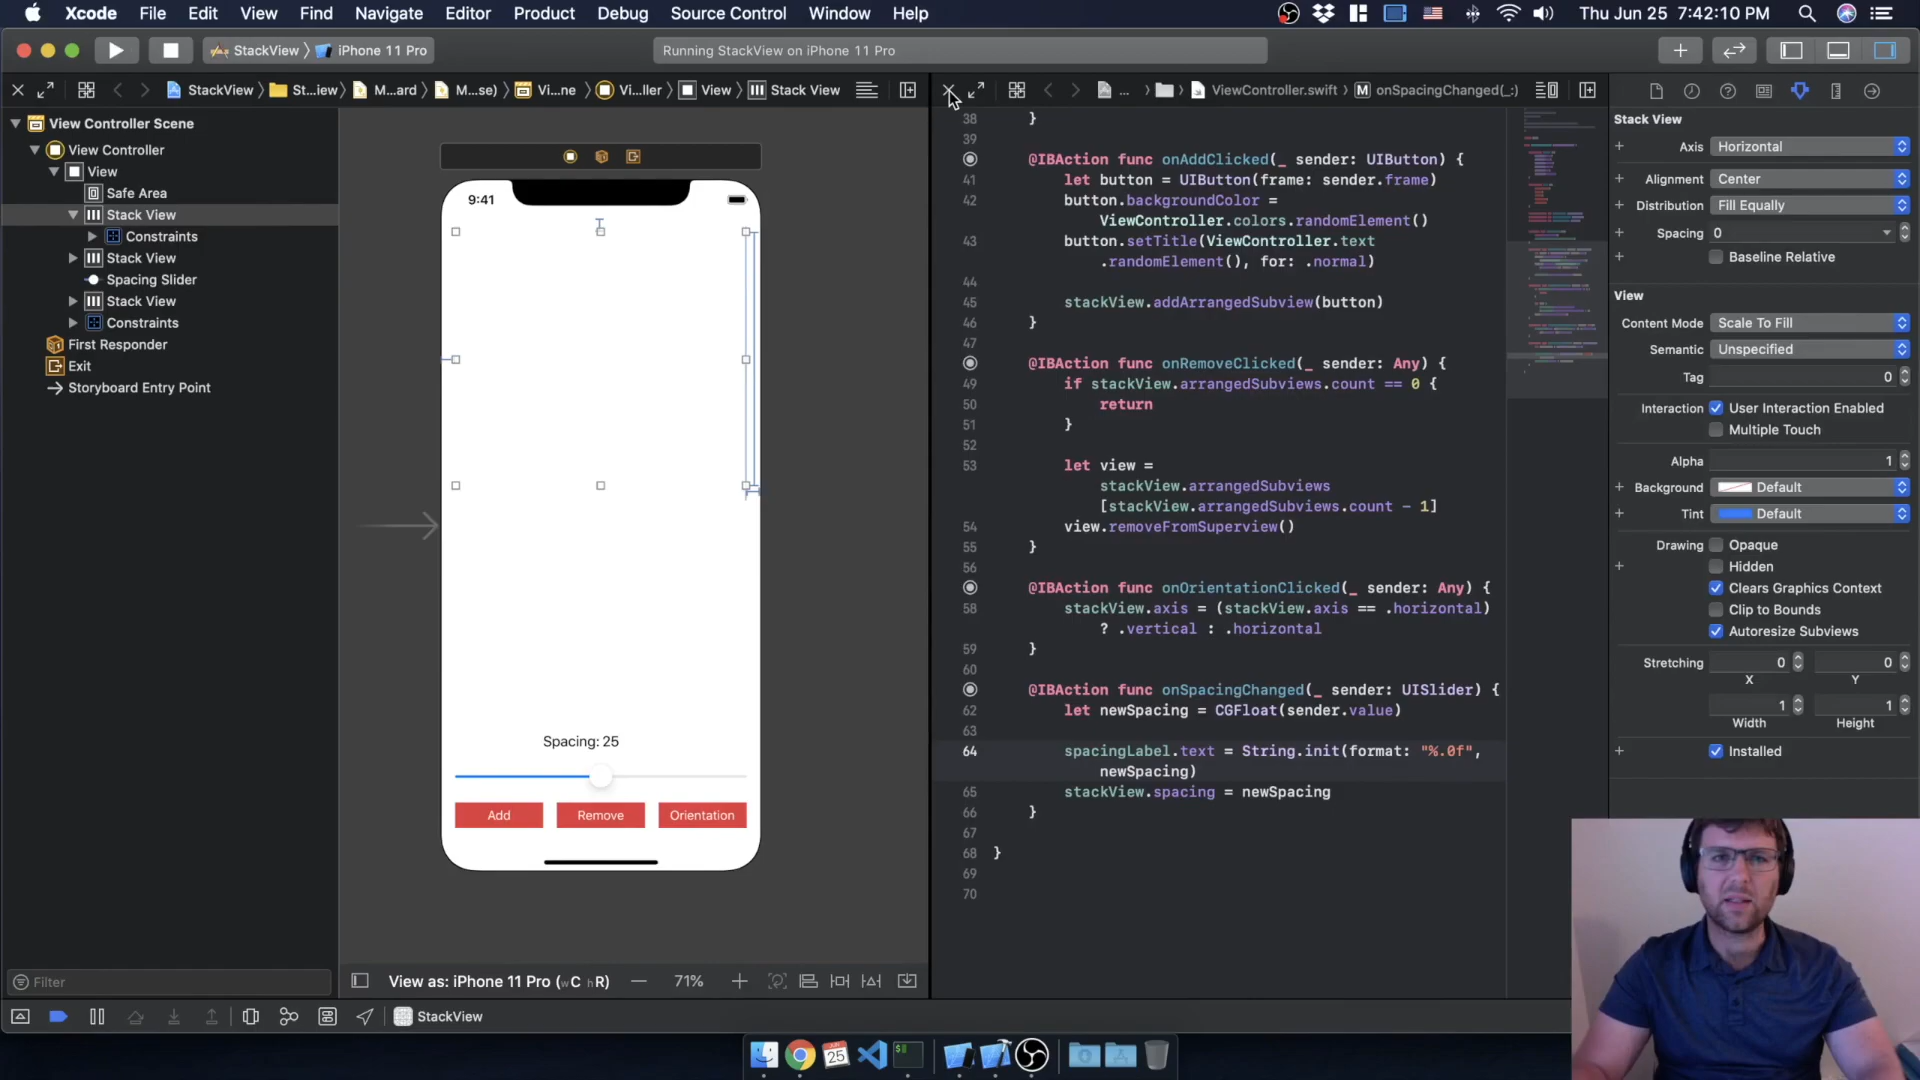 Xcode File Edit View Find Navigate Editor Product Debug Source Control Window Help Thu Jun 25 7:42:10 PM
StackView iPhone 11 Pro Running StackView on iPhone 11 Pro
StackView St...iew M...ard M...se) Vi...ne Vi...ller View Stack View
... ViewController.swift M onSpacingChanged(_:)
View Controller Scene
View Controller
View
Safe Area
Stack View
Constraints
Stack View
Spacing Slider
Stack View
Constraints
First Responder
Exit
Storyboard Entry Point
Filter
9:41
Spacing: 25
Add Remove Orientation
View as: iPhone 11 Pro (wC hR) 71%
38 }
39
@IBAction func onAddClicked(_ sender: UIButton) {
41 let button = UIButton(frame: sender.frame)
42 button.backgroundColor =
ViewController.colors.randomElement()
43 button.setTitle(ViewController.text
.randomElement(), for: .normal)
44
45 stackView.addArrangedSubview(button)
46 }
47
@IBAction func onRemoveClicked(_ sender: Any) {
49 if stackView.arrangedSubviews.count == 0 {
50 return
51 }
52
53 let view =
stackView.arrangedSubviews
[stackView.arrangedSubviews.count - 1]
54 view.removeFromSuperview()
55 }
56
@IBAction func onOrientationClicked(_ sender: Any) {
58 stackView.axis = (stackView.axis == .horizontal)
? .vertical : .horizontal
59 }
60
@IBAction func onSpacingChanged(_ sender: UISlider) {
62 let newSpacing = CGFloat(sender.value)
63
64 spacingLabel.text = String.init(format: "%.0f",
newSpacing)
65 stackView.spacing = newSpacing
66 }
67
68 }
69
70
Stack View
Axis Horizontal
Alignment Center
Distribution Fill Equally
Spacing 0
Baseline Relative
View
Content Mode Scale To Fill
Semantic Unspecified
Tag 0
Interaction User Interaction Enabled
Multiple Touch
Alpha 1
Background Default
Tint Default
Drawing Opaque
Hidden
Clears Graphics Context
Clip to Bounds
Autoresize Subviews
Stretching 0 0
X Y
1 1
Width Height
Installed
StackView
JUN
25